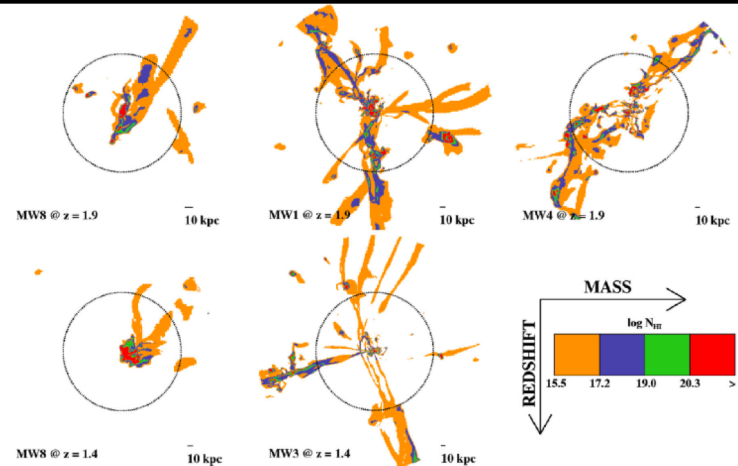 MW8 @ z = 1.9
10 kpc
MW1 @ z = 1.9
10 kpc
MW4 @ z = 1.9
10 kpc
MW8 @ z = 1.4
10 kpc
MW3 @ z = 1.4
10 kpc
MASS
REDSHIFT
log N_HI
15.5 17.2 19.0 20.3 >